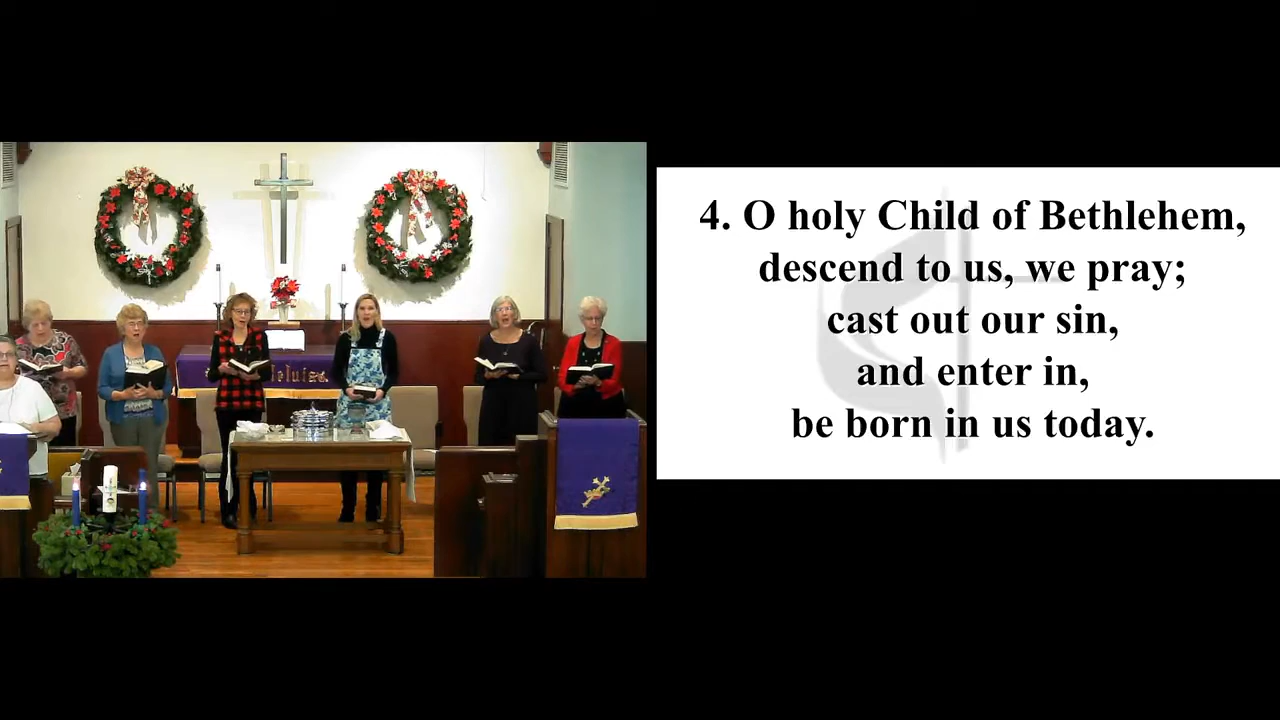 4. O holy Child of Bethlehem,
descend to us, we pray;
cast out our sin,
and enter in,
be born in us today.